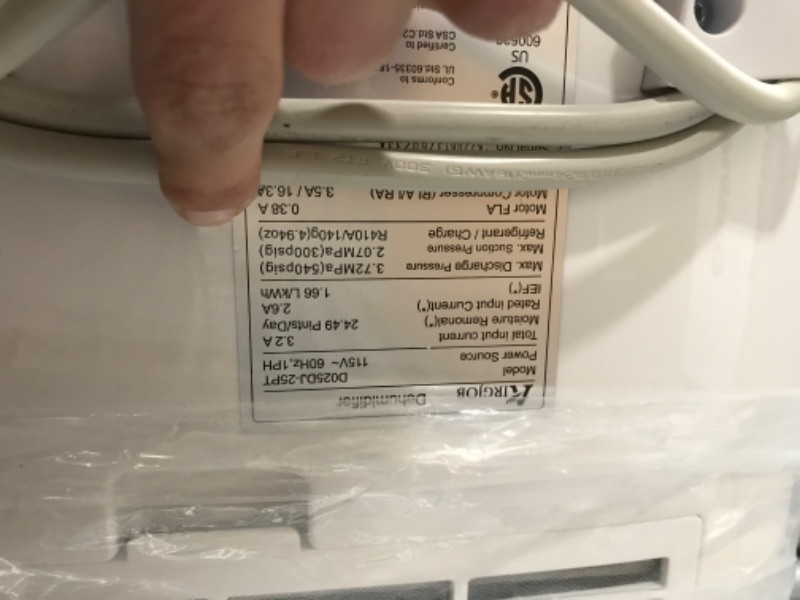 KIRGJOB Dehumidifier
Model D025DJ-25PT
Power Source 115V~ 60Hz,1PH
Total input current 3.2 A
Moisture Remonal(*) 24.49 Pints/Day
Rated input Current(*) 2.6A
IEF(*) 1.66 L/kWh
Max. Discharge Pressure 3.72MPa(540psig)
Max. Suction Pressure 2.07MPa(300psig)
Refrigerant / Charge R410A/140g(4.94oz)
Motor FLA 0.38 A
Motor Compresser (RLA/LRA) 3.5A / 16.3A
US
Conforms to
UL Std.60335-1
Certified to
CSA Std.C2